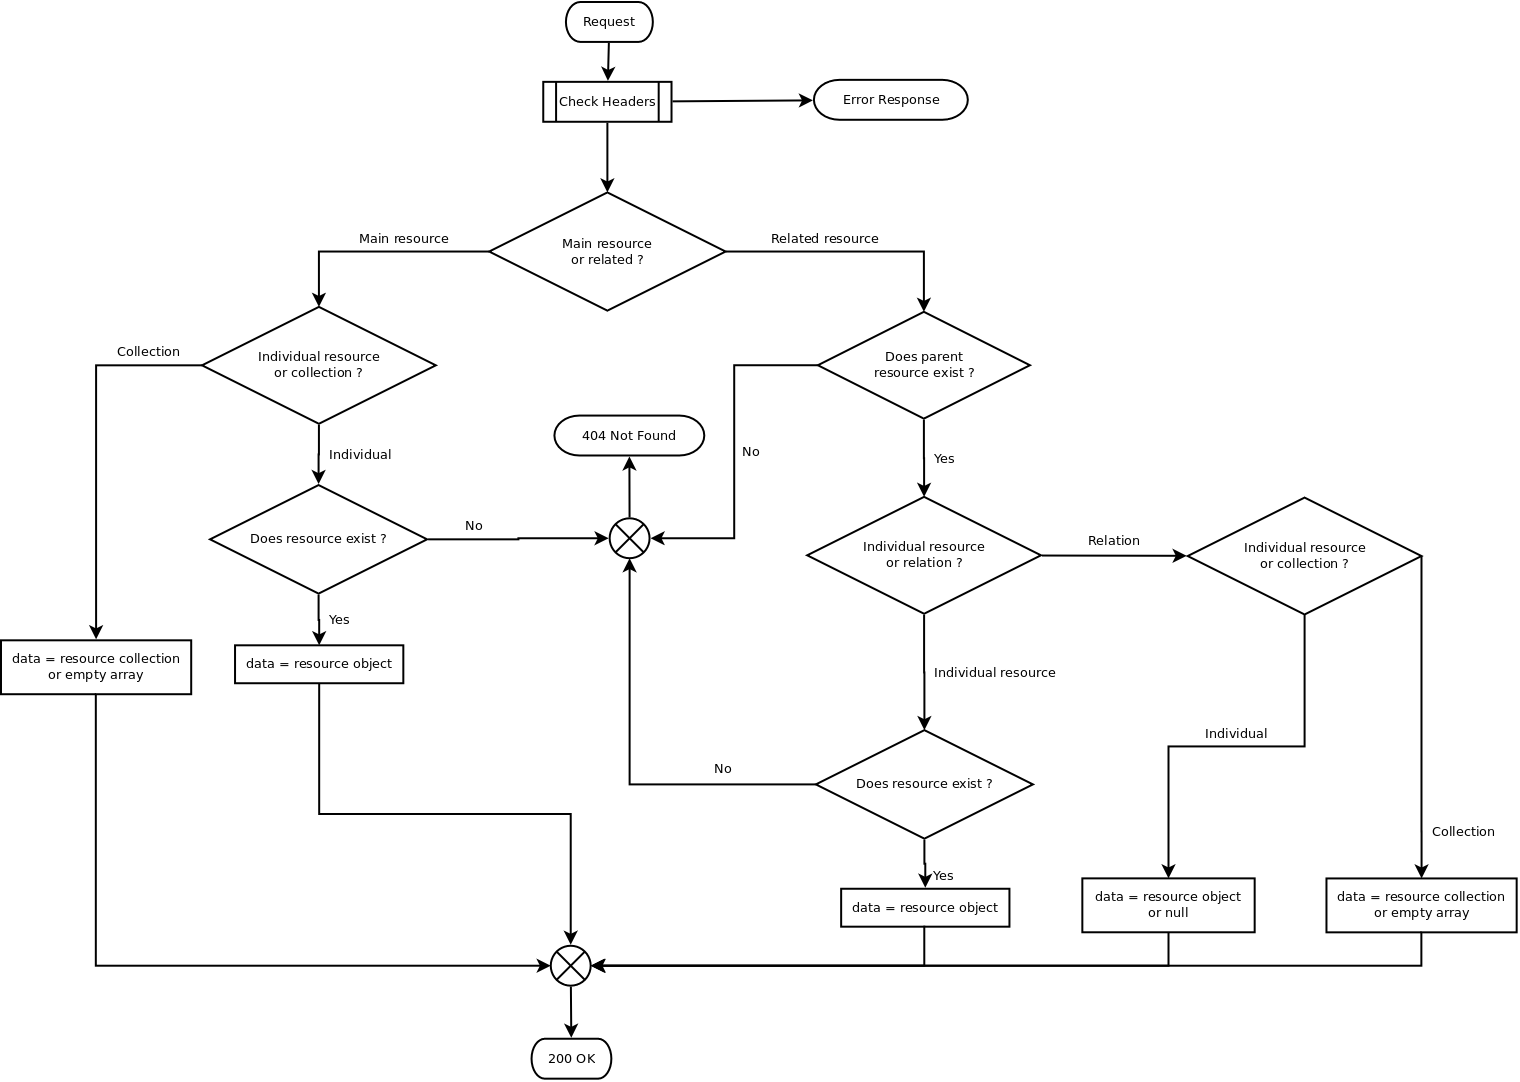 Request
Check Headers
Error Response
Main resource
or related ?
Main resource
Related resource
Individual resource
or collection ?
Collection
Individual
Does parent
resource exist ?
No
Yes
404 Not Found
Does resource exist ?
No
Yes
Individual resource
or relation ?
Relation
Individual resource
or collection ?
data = resource collection
or empty array
data = resource object
Individual resource
Individual
Does resource exist ?
No
Yes
Collection
data = resource object
data = resource object
or null
data = resource collection
or empty array
200 OK